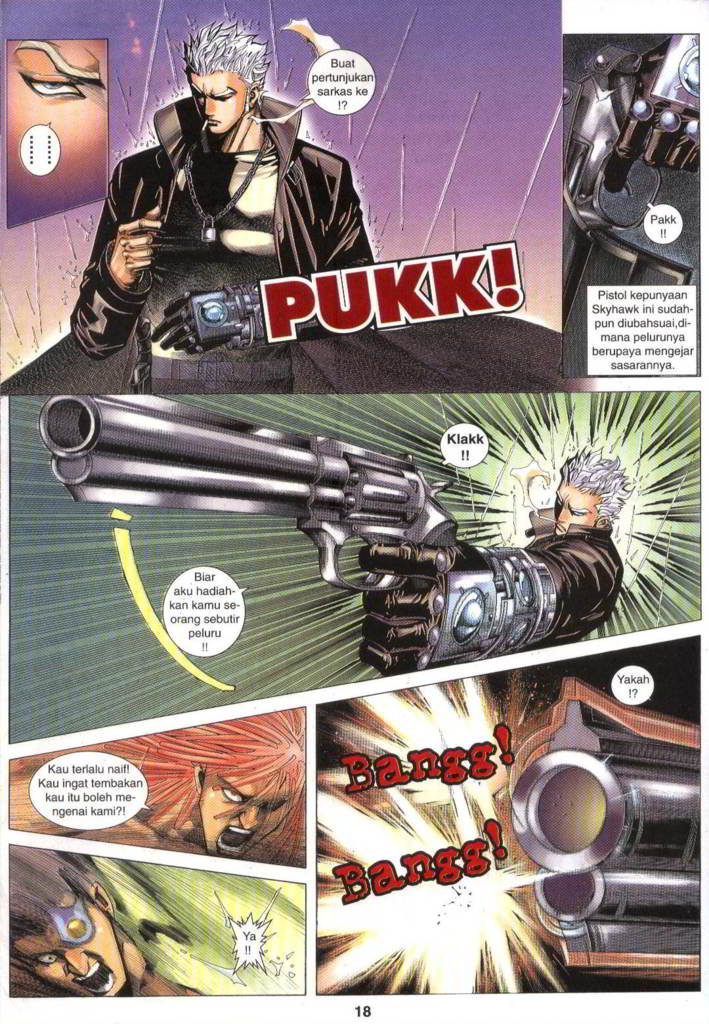 ......
Buat
pertunjukan
sarkas ke
!?
PUKK!
Pakk
!!
Pistol kepunyaan
Skyhawk ini sudah-
pun diubahsuai,di-
mana pelurunya
berupaya mengejar
sasarannya.
Klakk
!!
Biar
aku hadiah-
kan kamu se-
orang sebutir
peluru
!!
Kau terlalu naif!
Kau ingat tembakan
kau itu boleh me-
ngenai kami?!
Ya
!!
Yakah
!?
Bangg!
Bangg!
18